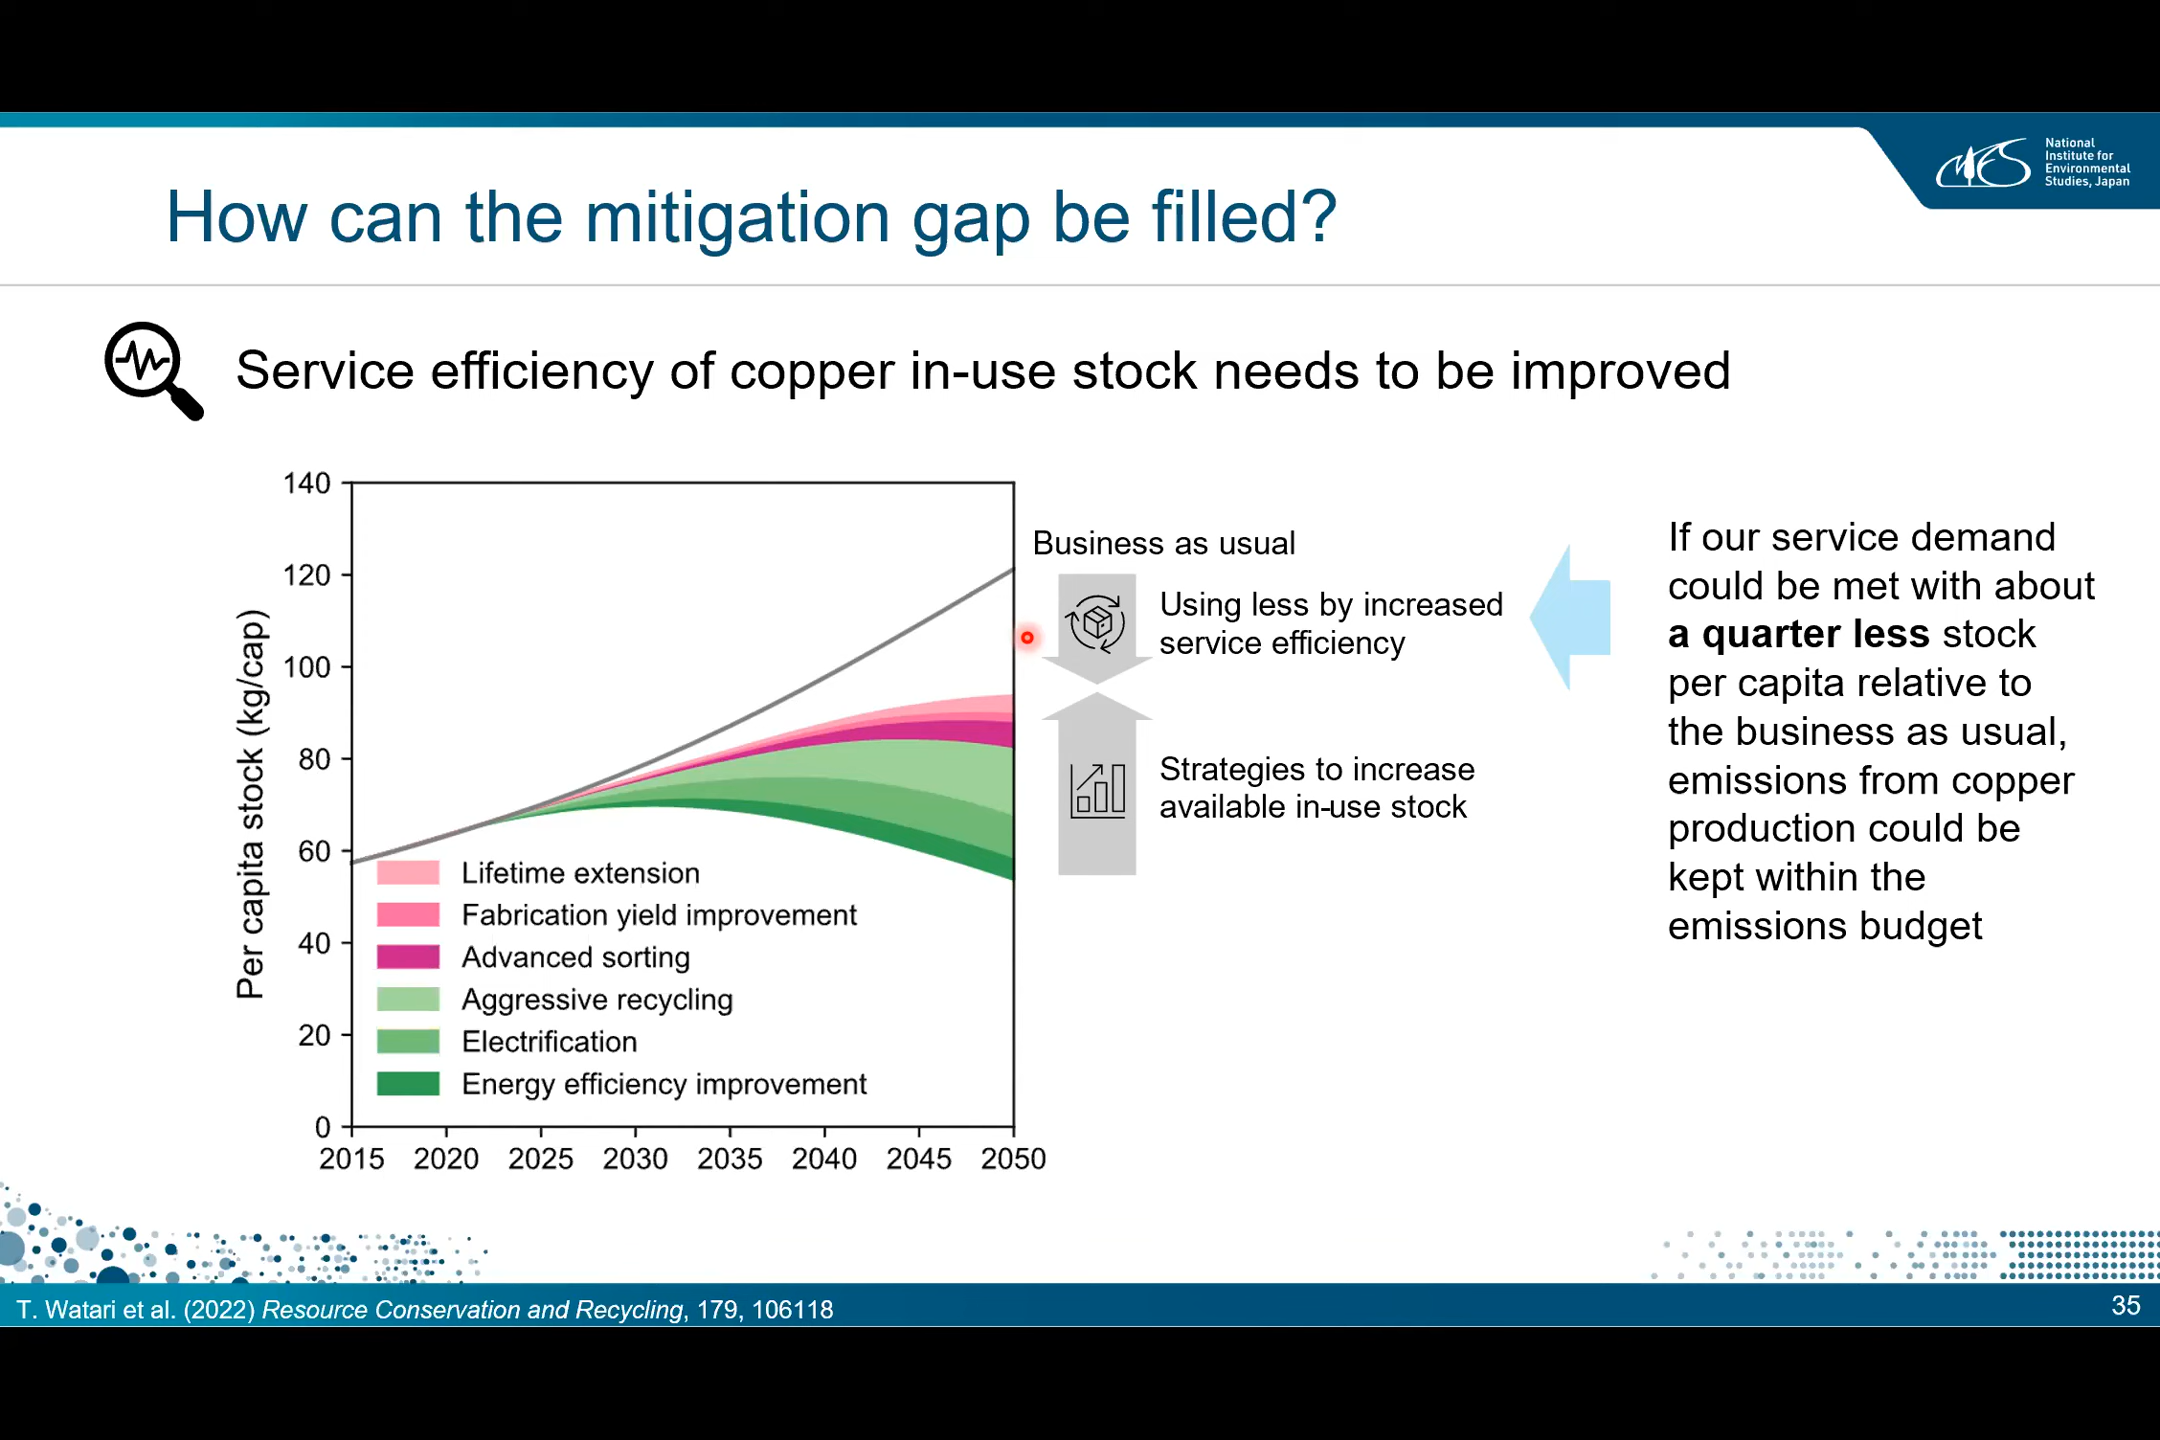 National
Institute for
Environmental
Studies, Japan
How can the mitigation gap be filled?
Service efficiency of copper in-use stock needs to be improved
Per capita stock (kg/cap)
140
120
100
80
60
40
20
0
2015 2020 2025 2030 2035 2040 2045 2050
Lifetime extension
Fabrication yield improvement
Advanced sorting
Aggressive recycling
Electrification
Energy efficiency improvement
Business as usual
Using less by increased
service efficiency
Strategies to increase
available in-use stock
If our service demand
could be met with about
a quarter less stock
per capita relative to
the business as usual,
emissions from copper
production could be
kept within the
emissions budget
T. Watari et al. (2022) Resource Conservation and Recycling, 179, 106118
35